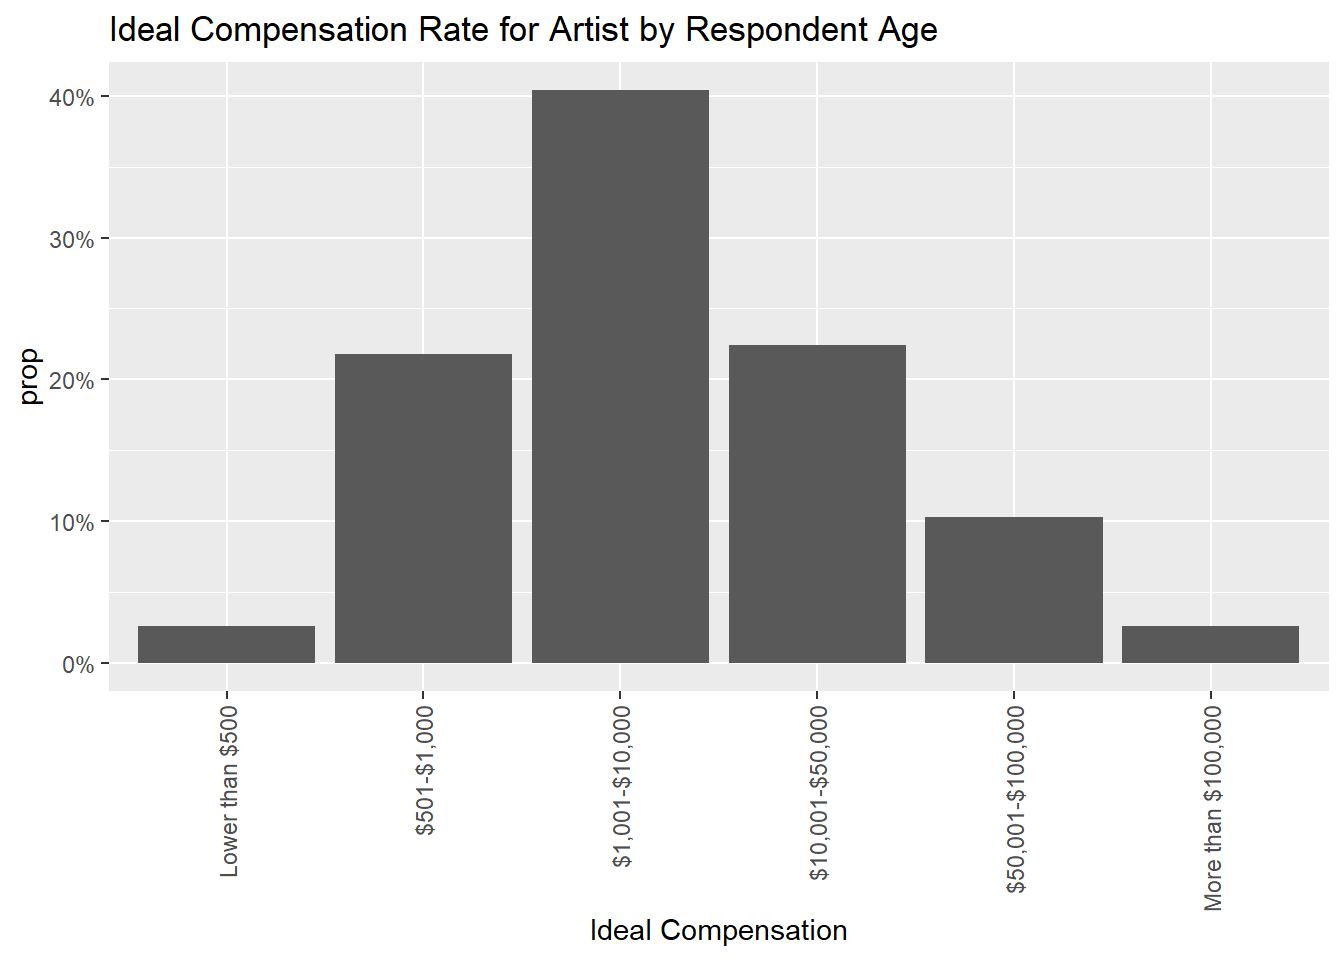 Ideal Compensation Rate for Artist by Respondent Age
prop
40%
30%
20%
10%
0%
Lower than $500
$501-$1,000
$1,001-$10,000
$10,001-$50,000
$50,001-$100,000
More than $100,000
Ideal Compensation